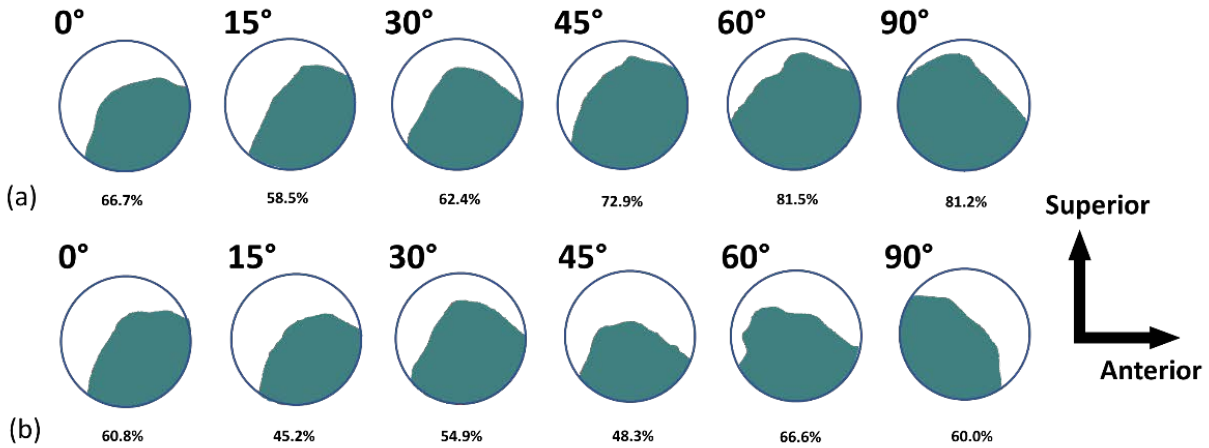 0° 15° 30° 45° 60° 90°
(a) 66.7% 58.5% 62.4% 72.9% 81.5% 81.2%
Superior
0° 15° 30° 45° 60° 90°
Anterior
(b) 60.8% 45.2% 54.9% 48.3% 66.6% 60.0%